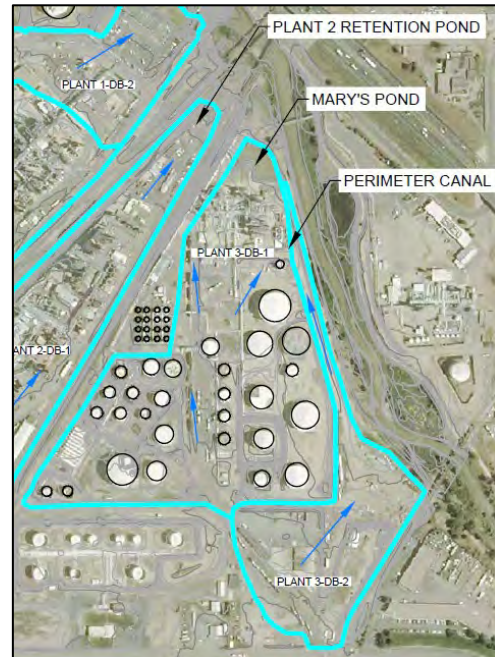 PLANT 2 RETENTION POND
PLANT 1-DB-2
MARY'S POND
PERIMETER CANAL
PLANT 3-DB-1
PLANT 2-DB-1
PLANT 3-DB-2